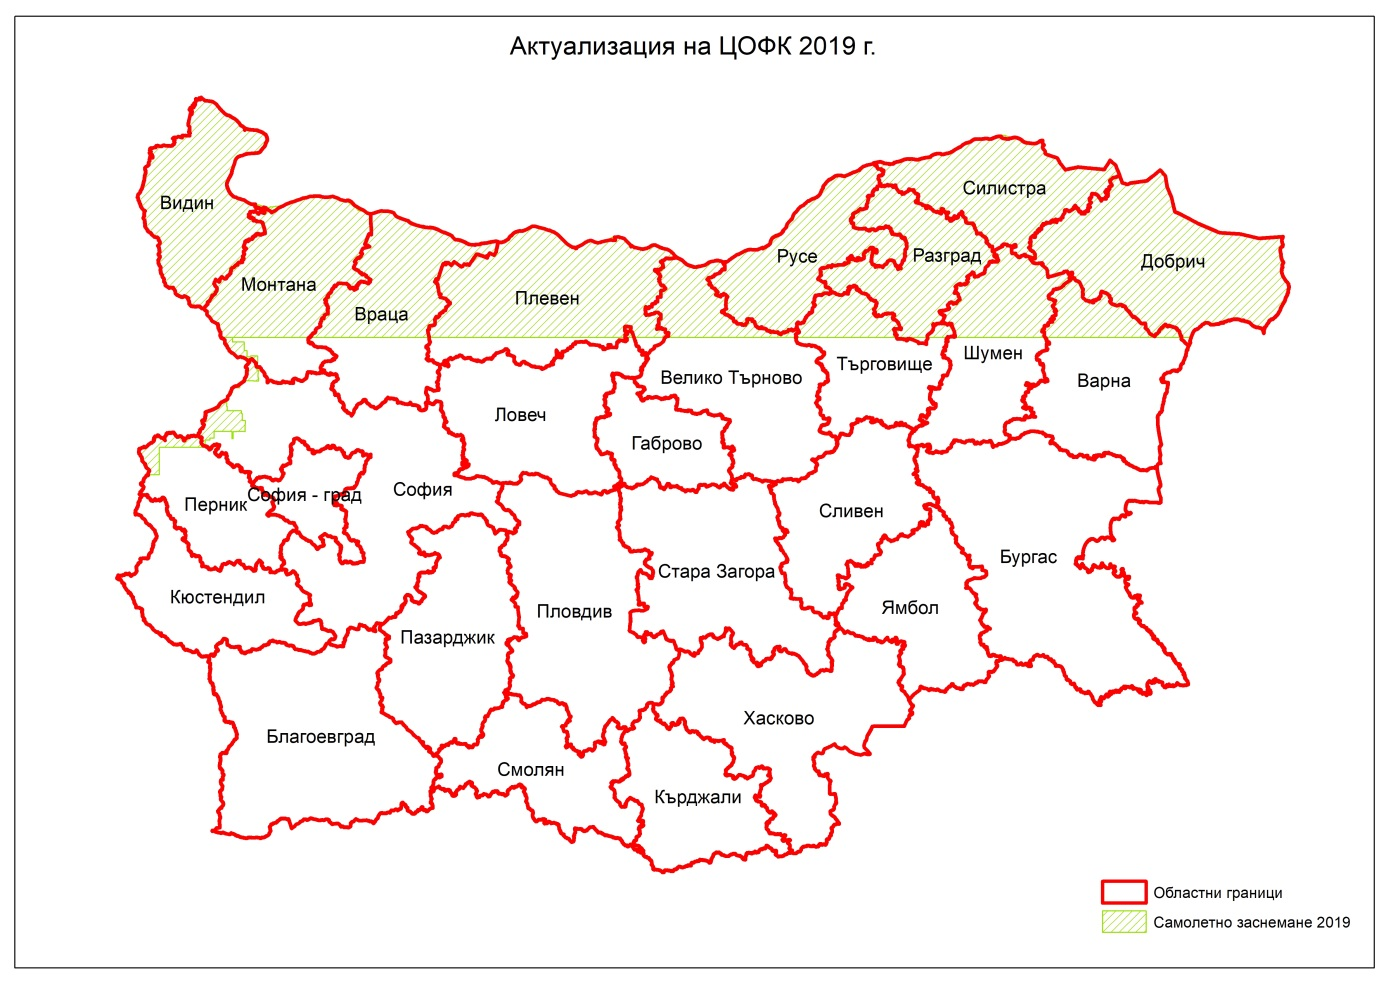 Актуализация на ЦОФК 2019 г.
Видин
Силистра
Русе
Разград
Добрич
Монтана
Плевен
Враца
Търговище
Шумен
Велико Търново
Варна
Ловеч
Габрово
София
София - град
Перник
Сливен
Бургас
Стара Загора
Кюстендил
Пловдив
Ямбол
Пазарджик
Хасково
Благоевград
Смолян
Кърджали
Областни граници
Самолетно заснемане 2019